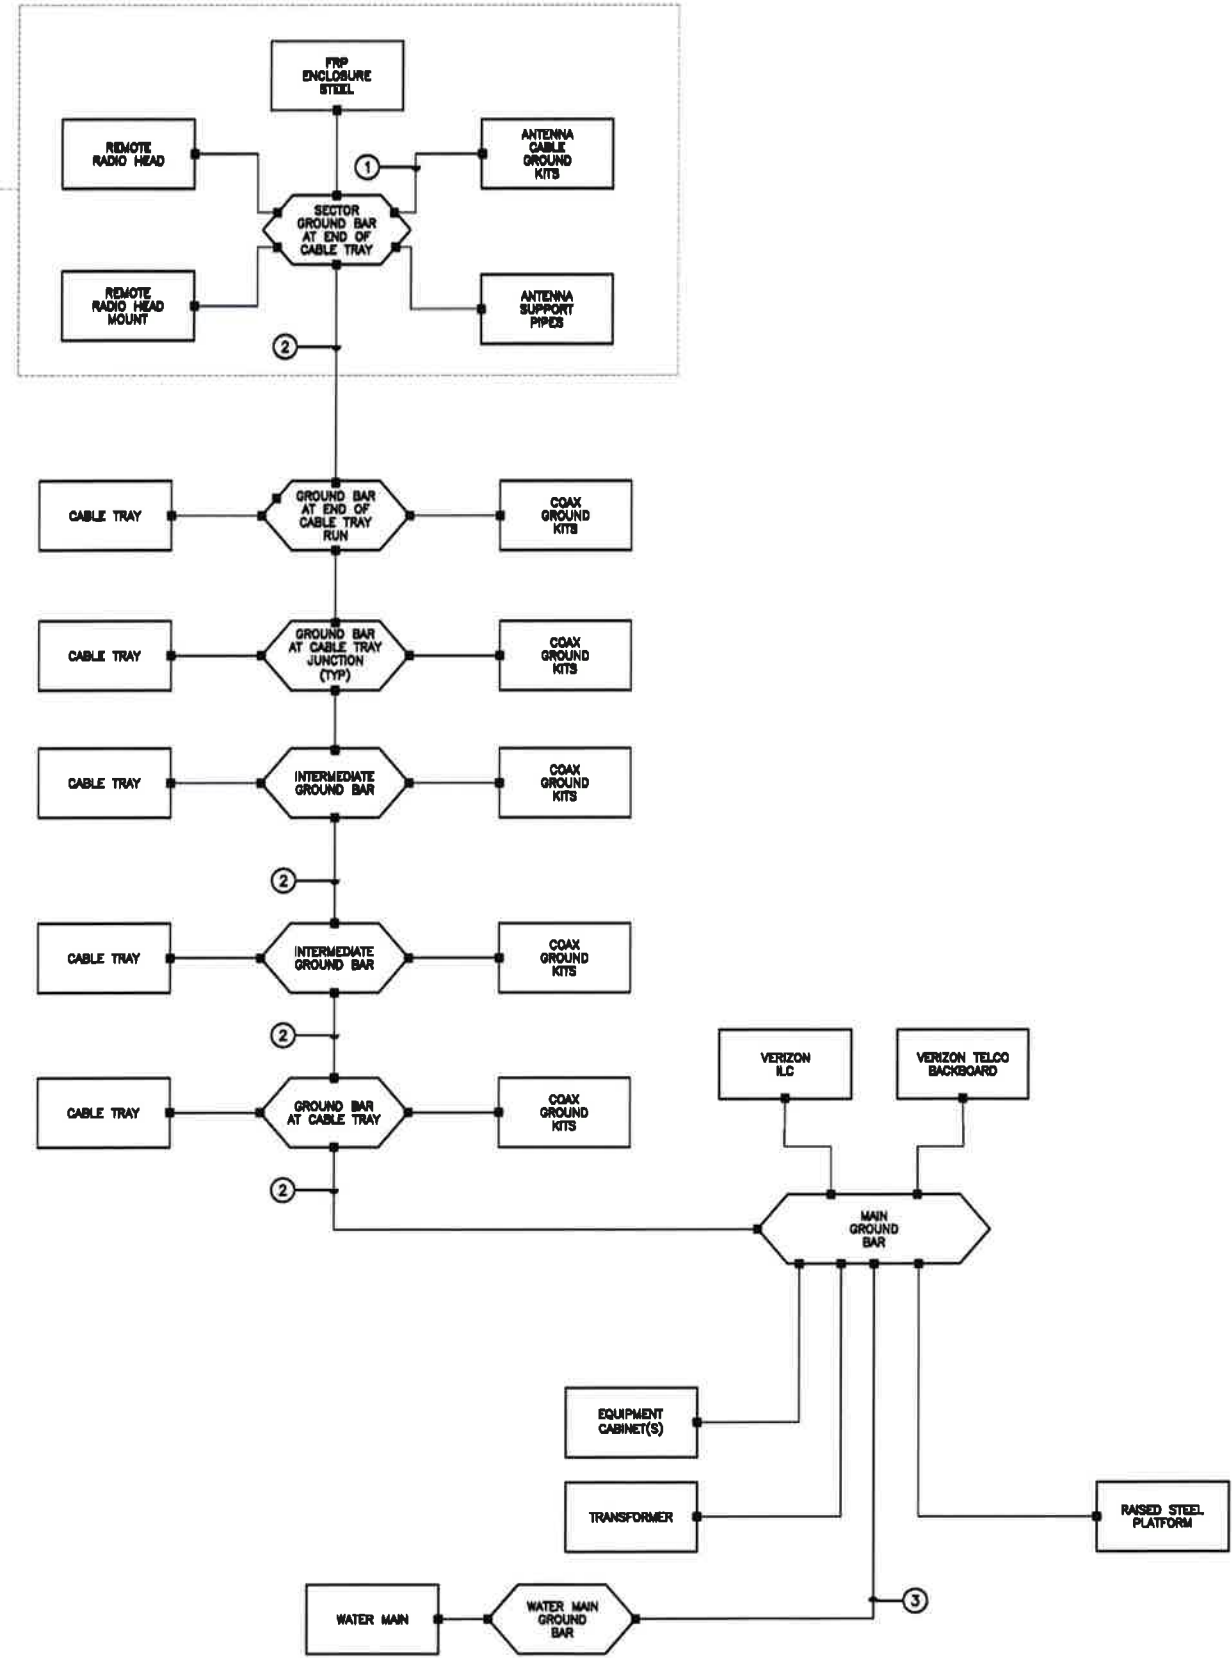 FRP
ENCLOSURE
STEEL
REMOTE
RADIO HEAD
ANTENNA
CABLE
GROUND
KITS
1
SECTOR
GROUND BAR
AT END OF
CABLE TRAY
REMOTE
RADIO HEAD
MOUNT
ANTENNA
SUPPORT
PIPES
2
CABLE TRAY
GROUND BAR
AT END OF
CABLE TRAY
RUN
COAX
GROUND
KITS
CABLE TRAY
GROUND BAR
AT CABLE TRAY
JUNCTION
(TYP)
COAX
GROUND
KITS
CABLE TRAY
INTERMEDIATE
GROUND BAR
COAX
GROUND
KITS
2
CABLE TRAY
INTERMEDIATE
GROUND BAR
COAX
GROUND
KITS
2
VERIZON
ILC
VERIZON TELCO
BACKBOARD
CABLE TRAY
GROUND BAR
AT CABLE TRAY
COAX
GROUND
KITS
2
MAIN
GROUND
BAR
EQUIPMENT
CABINET(S)
TRANSFORMER
RAISED STEEL
PLATFORM
WATER MAIN
WATER MAIN
GROUND
BAR
3